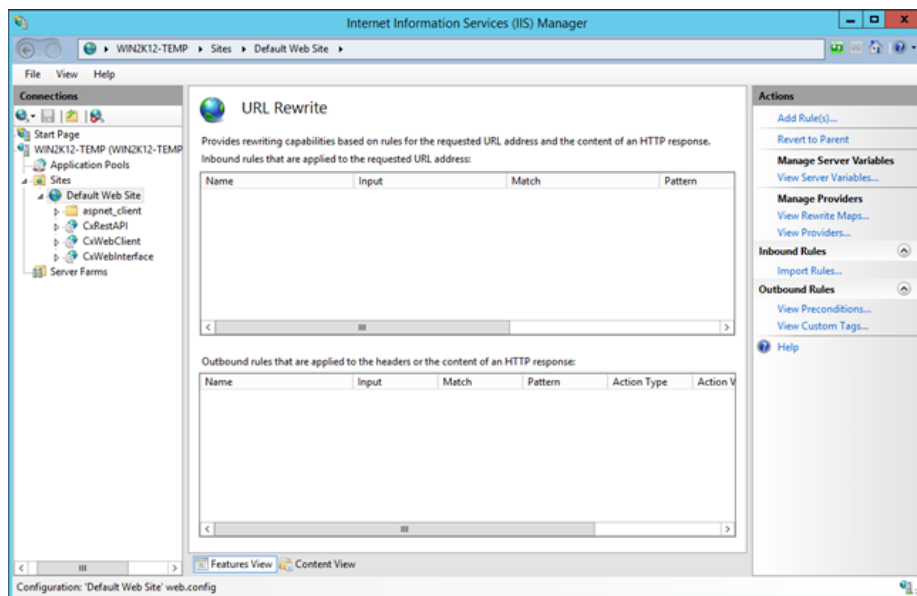 Internet Information Services (IIS) Manager
WIN2K12-TEMP Sites Default Web Site
File View Help
Connections
Start Page
WIN2K12-TEMP (WIN2K12-TEMP
Application Pools
Sites
Default Web Site
aspnet_client
CxRestAPI
CxWebClient
CxWebInterface
Server Farms
URL Rewrite
Provides rewriting capabilities based on rules for the requested URL address and the content of an HTTP response.
Inbound rules that are applied to the requested URL address:
Name Input Match Pattern
Outbound rules that are applied to the headers or the content of an HTTP response:
Name Input Match Pattern Action Type Action V
Features View Content View
Actions
Add Rule(s)...
Revert to Parent
Manage Server Variables
View Server Variables...
Manage Providers
View Rewrite Maps...
View Providers...
Inbound Rules
Import Rules...
Outbound Rules
View Preconditions...
View Custom Tags...
Help
Configuration: 'Default Web Site' web.config